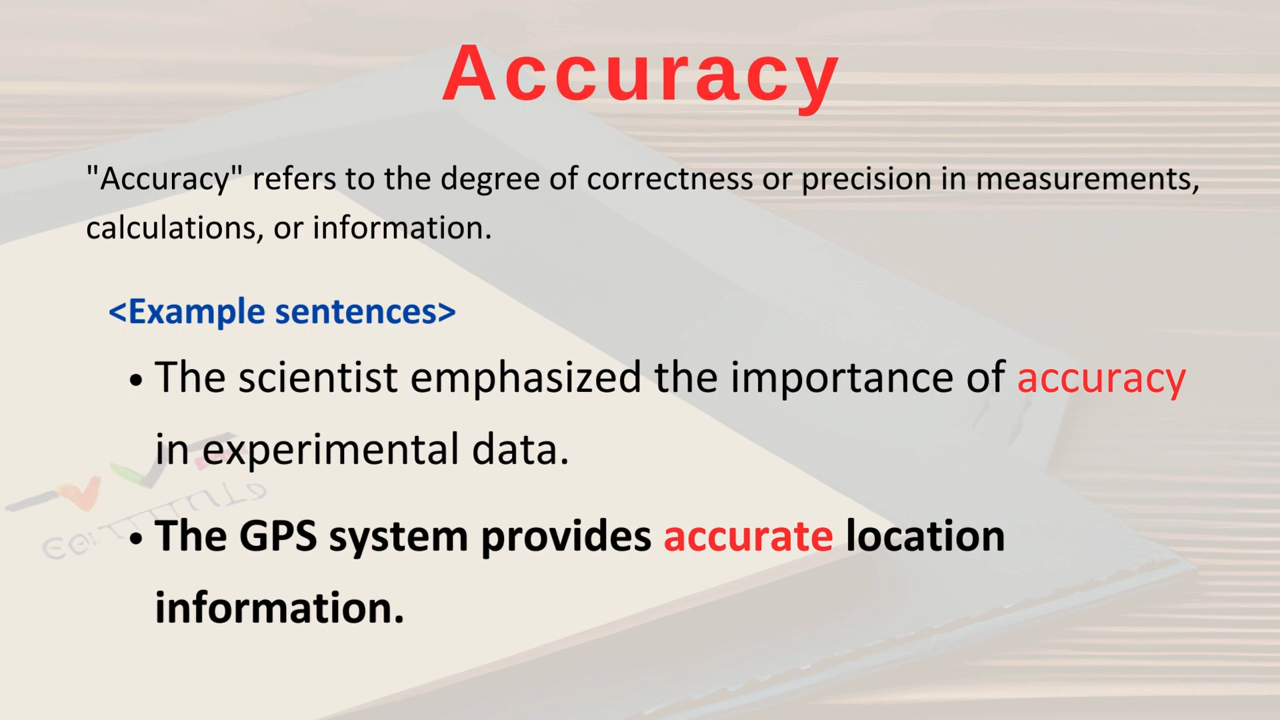 Accuracy
"Accuracy" refers to the degree of correctness or precision in measurements,
calculations, or information.
<Example sentences>
• The scientist emphasized the importance of accuracy
in experimental data.
• The GPS system provides accurate location
information.